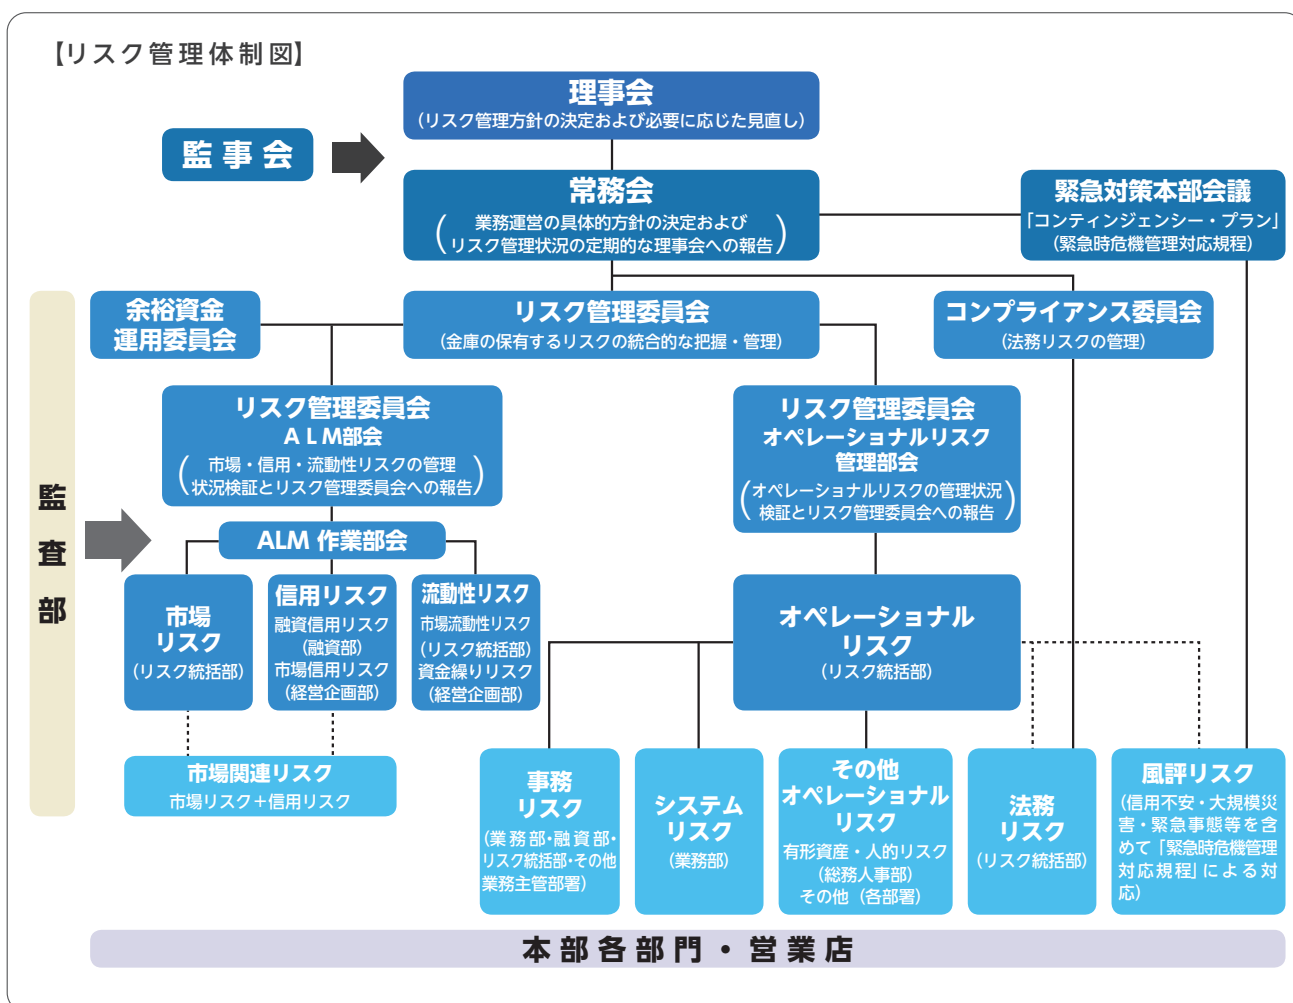 【リスク管理体制図】
理事会
（リスク管理方針の決定および必要に応じた見直し）
監事会
常務会
（業務運営の具体的方針の決定および
リスク管理状況の定期的な理事会への報告）
緊急対策本部会議
「コンティンジェンシー・プラン」
（緊急時危機管理対応規程）
余裕資金
運用委員会
リスク管理委員会
（金庫の保有するリスクの統合的な把握・管理）
コンプライアンス委員会
（法務リスクの管理）
リスク管理委員会
ＡＬＭ部会
（市場・信用・流動性リスクの管理
状況検証とリスク管理委員会への報告）
リスク管理委員会
オペレーショナルリスク
管理部会
（オペレーショナルリスクの管理状況
検証とリスク管理委員会への報告）
監査部
ALM 作業部会
市場
リスク
（リスク統括部）
信用リスク
融資信用リスク
（融資部）
市場信用リスク
（経営企画部）
流動性リスク
市場流動性リスク
（リスク統括部）
資金繰りリスク
（経営企画部）
オペレーショナル
リスク
（リスク統括部）
市場関連リスク
市場リスク＋信用リスク
事務
リスク
（業務部・融資部・
リスク統括部・その他
業務主管部署）
システム
リスク
（業務部）
その他
オペレーショナル
リスク
有形資産・人的リスク
（総務人事部）
その他（各部署）
法務
リスク
（リスク統括部）
風評リスク
（信用不安・大規模災
害・緊急事態等を含
めて「緊急時危機管理
対応規程」による対
応）
本部各部門・営業店